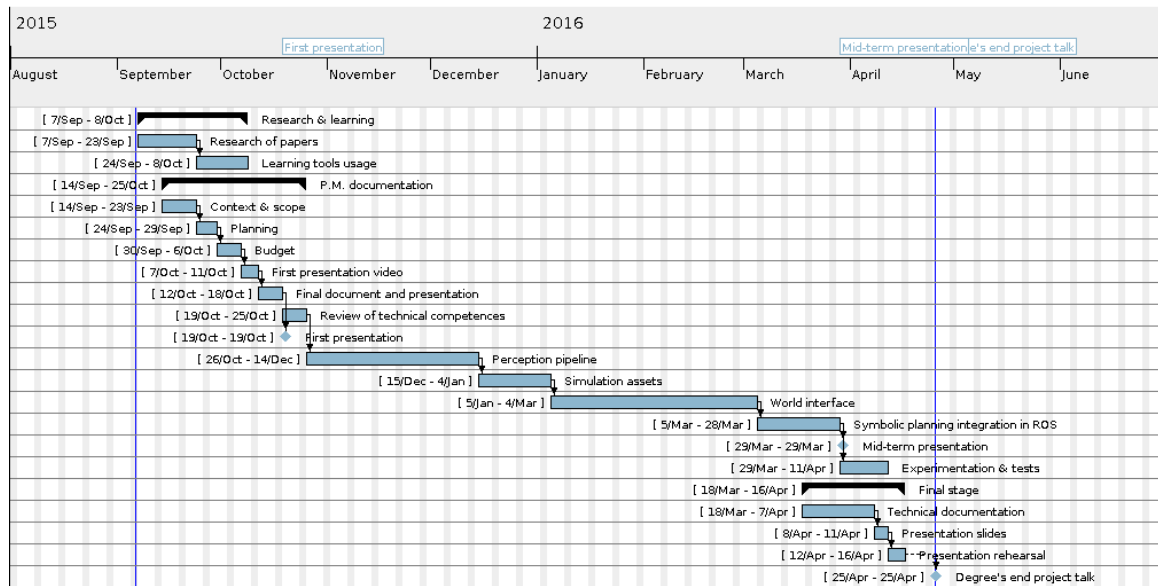 2015 2016
First presentation Mid-term presentation e's end project talk
August September October November December January February March April May June
[ 7/Sep - 8/Oct ] Research & learning
[ 7/Sep - 23/Sep ] Research of papers
[ 24/Sep - 8/Oct ] Learning tools usage
[ 14/Sep - 25/Oct ] P.M. documentation
[ 14/Sep - 23/Sep ] Context & scope
[ 24/Sep - 29/Sep ] Planning
[ 30/Sep - 6/Oct ] Budget
[ 7/Oct - 11/Oct ] First presentation video
[ 12/Oct - 18/Oct ] Final document and presentation
[ 19/Oct - 25/Oct ] Review of technical competences
[ 19/Oct - 19/Oct ] First presentation
[ 26/Oct - 14/Dec ] Perception pipeline
[ 15/Dec - 4/Jan ] Simulation assets
[ 5/Jan - 4/Mar ] World interface
[ 5/Mar - 28/Mar ] Symbolic planning integration in ROS
[ 29/Mar - 29/Mar ] Mid-term presentation
[ 29/Mar - 11/Apr ] Experimentation & tests
[ 18/Mar - 16/Apr ] Final stage
[ 18/Mar - 7/Apr ] Technical documentation
[ 8/Apr - 11/Apr ] Presentation slides
[ 12/Apr - 16/Apr ] Presentation rehearsal
[ 25/Apr - 25/Apr ] Degree's end project talk